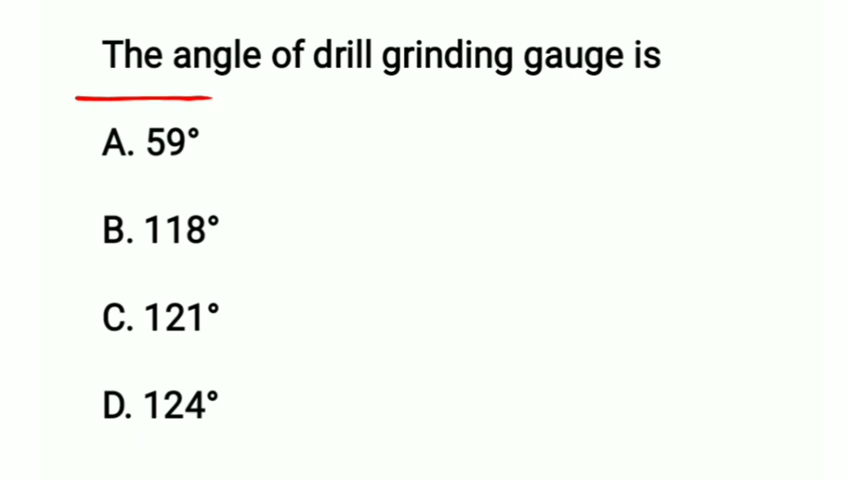 The angle of drill grinding gauge is
A. 59°
B. 118°
C. 121°
D. 124°